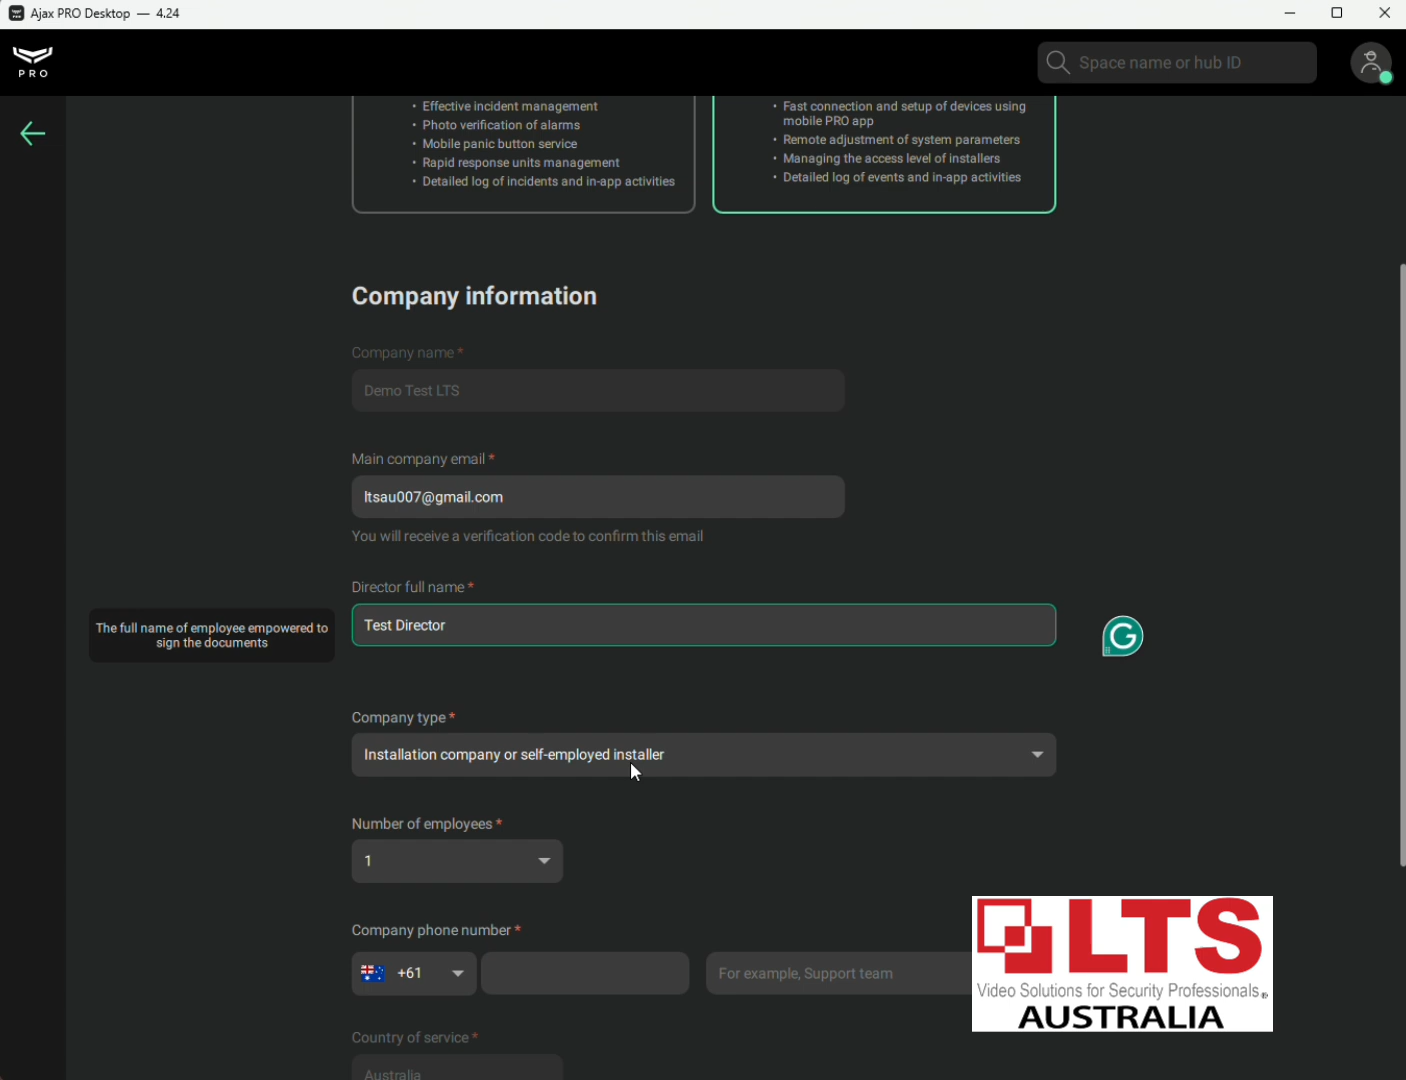 Ajax PRO Desktop — 4.24
PRO
Space name or hub ID
• Effective incident management
• Photo verification of alarms
• Mobile panic button service
• Rapid response units management
• Detailed log of incidents and in-app activities
• Fast connection and setup of devices using
mobile PRO app
• Remote adjustment of system parameters
• Managing the access level of installers
• Detailed log of events and in-app activities
Company information
Company name *
Demo Test LTS
Main company email *
ltsau007@gmail.com
You will receive a verification code to confirm this email
Director full name *
The full name of employee empowered to
sign the documents
Test Director
G
Company type *
Installation company or self-employed installer
Number of employees *
1
Company phone number *
+61
For example, Support team
LTS
Video Solutions for Security Professionals®
AUSTRALIA
Country of service *
Australia